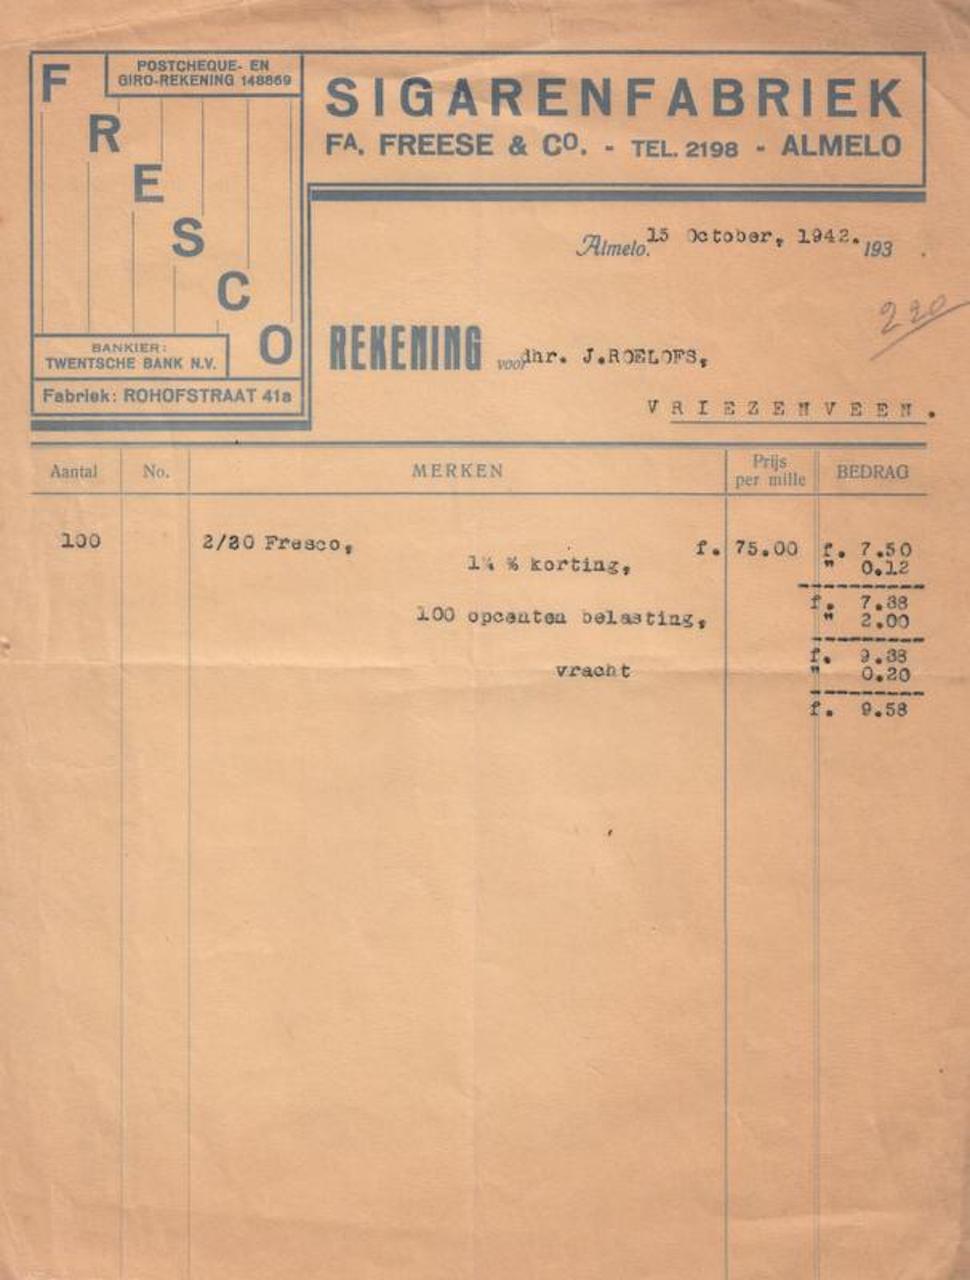 FRESCO
POSTCHEQUE- EN
GIRO-REKENING 148869
BANKIER:
TWENTSCHE BANK N.V.
Fabriek: ROHOFSTRAAT 41a
SIGARENFABRIEK
FA. FREESE & CO. - TEL. 2198 - ALMELO
Almelo. 15 October, 1942. 193 .
220
REKENING voor dhr. J.ROELOFS,
VRIEZENVEEN.
Aantal No. MERKEN Prijs per mille BEDRAG
100 2/20 Fresco, f. 75.00 f. 7.50
1¼ % korting, " 0.12
f. 7.38
100 opcenten belasting, " 2.00
f. 9.38
vracht " 0.20
f. 9.58